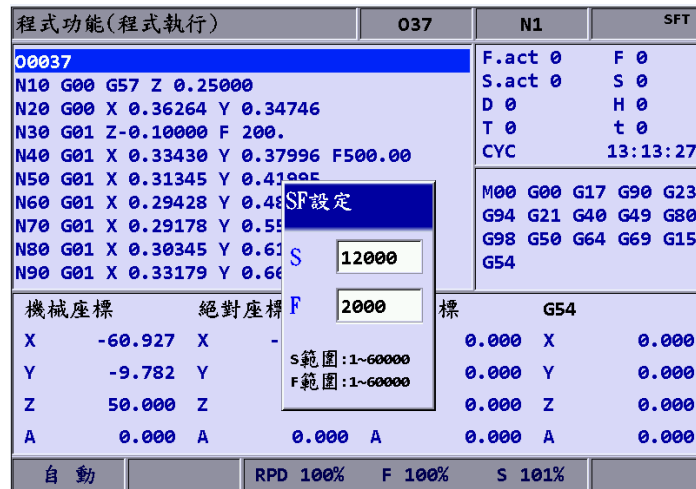 程式功能(程式執行) O37 N1 SFT
O0037
N10 G00 G57 Z 0.25000
N20 G00 X 0.36264 Y 0.34746
N30 G01 Z-0.10000 F 200.
N40 G01 X 0.33430 Y 0.37996 F500.00
N50 G01 X 0.31345 Y 0.41995
N60 G01 X 0.29428 Y 0.48
N70 G01 X 0.29178 Y 0.55
N80 G01 X 0.30345 Y 0.61
N90 G01 X 0.33179 Y 0.66
F.act 0 F 0
S.act 0 S 0
D 0 H 0
T 0 t 0
CYC 13:13:27
M00 G00 G17 G90 G23
G94 G21 G40 G49 G80
G98 G50 G64 G69 G15
G54
SF設定
S 12000
F 2000
S範圍:1~60000
F範圍:1~60000
機械座標 絕對座標 標 G54
X -60.927 X - 0.000 X 0.000
Y -9.782 Y 0.000 Y 0.000
Z 50.000 Z 0.000 Z 0.000
A 0.000 A 0.000 A 0.000 A 0.000
自動 RPD 100% F 100% S 101%